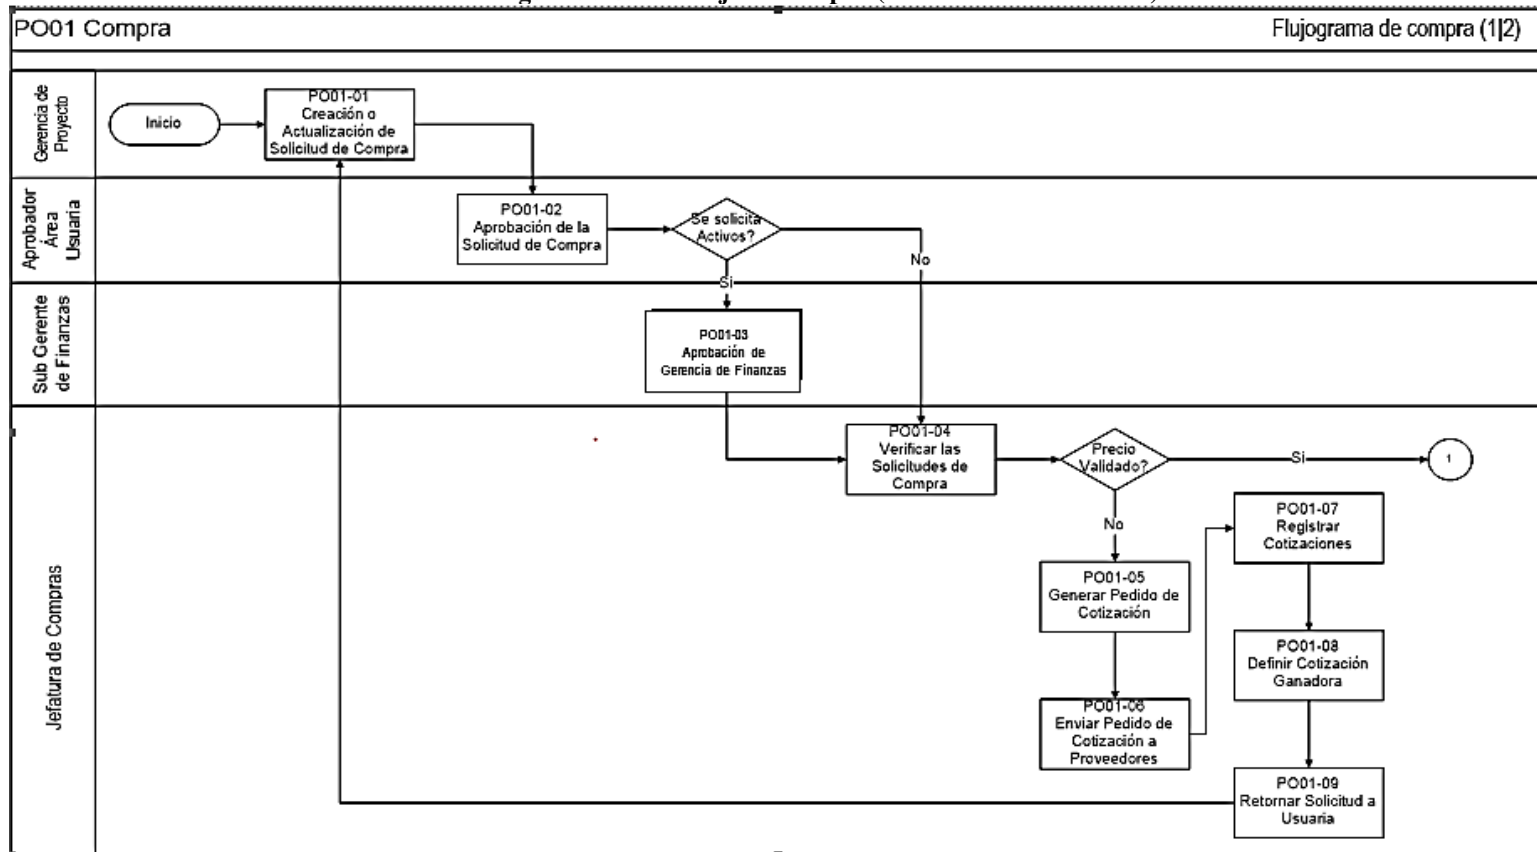 PO01 Compra
Flujograma de compra (1|2)
Gerencia de
Proyecto
Inicio
PO01-01
Creación o
Actualización de
Solicitud de Compra
Aprobador
Área
Usuaria
PO01-02
Aprobación de la
Solicitud de Compra
Se solicita
Activos?
No
Si
Sub Gerente
de Finanzas
PO01-03
Aprobación de
Gerencia de Finanzas
Jefatura de Compras
PO01-04
Verificar las
Solicitudes de
Compra
Precio
Validado?
Si
1
No
PO01-05
Generar Pedido de
Cotización
PO01-06
Enviar Pedido de
Cotización a
Proveedores
PO01-07
Registrar
Cotizaciones
PO01-08
Definir Cotización
Ganadora
PO01-09
Retornar Solicitud a
Usuaria